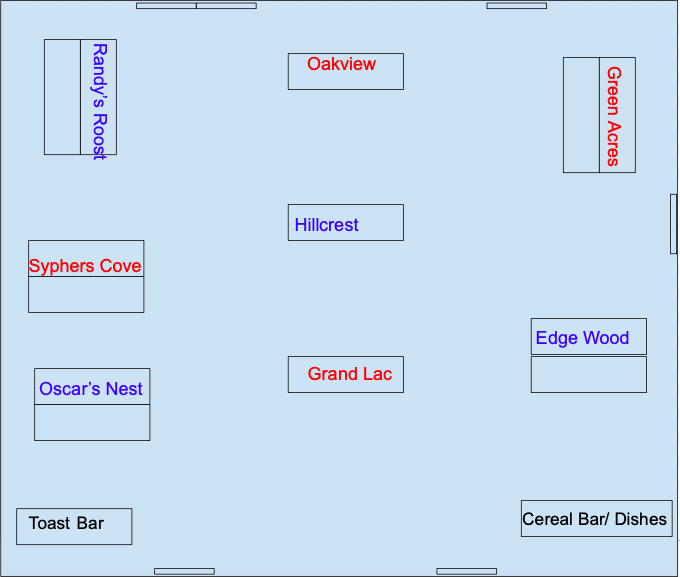 Randy's Roost
Oakview
Green Acres
Hillcrest
Syphers Cove
Edge Wood
Grand Lac
Oscar's Nest
Toast Bar
Cereal Bar/ Dishes